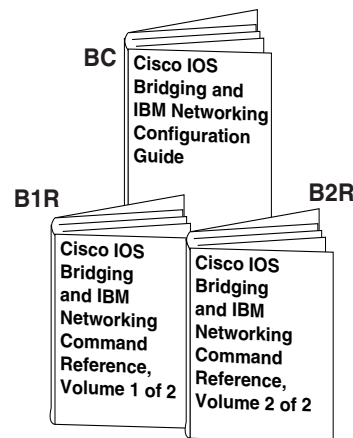 BC
Cisco IOS
Bridging and
IBM Networking
Configuration
Guide
B1R
Cisco IOS
Bridging
and IBM
Networking
Command
Reference,
Volume 1 of 2
B2R
Cisco IOS
Bridging
and IBM
Networking
Command
Reference,
Volume 2 of 2